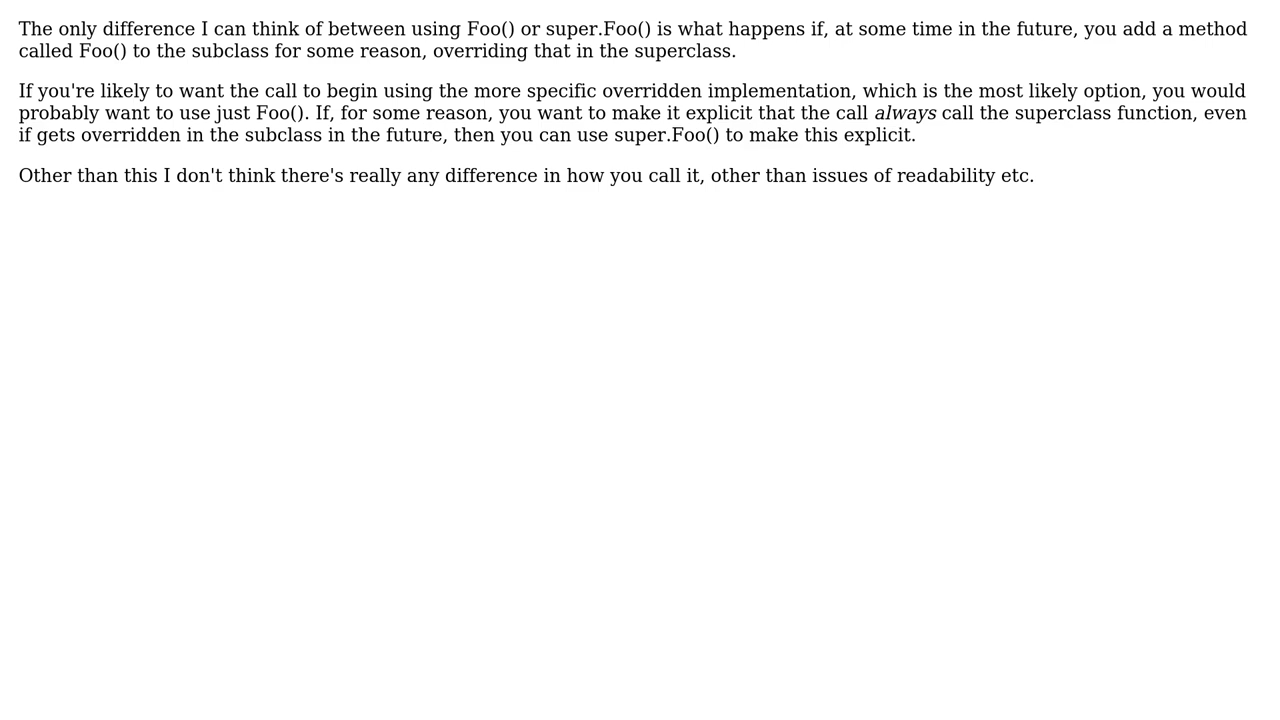 The only difference I can think of between using Foo() or super.Foo() is what happens if, at some time in the future, you add a method
called Foo() to the subclass for some reason, overriding that in the superclass.
If you're likely to want the call to begin using the more specific overridden implementation, which is the most likely option, you would
probably want to use just Foo(). If, for some reason, you want to make it explicit that the call always call the superclass function, even
if gets overridden in the subclass in the future, then you can use super.Foo() to make this explicit.
Other than this I don't think there's really any difference in how you call it, other than issues of readability etc.